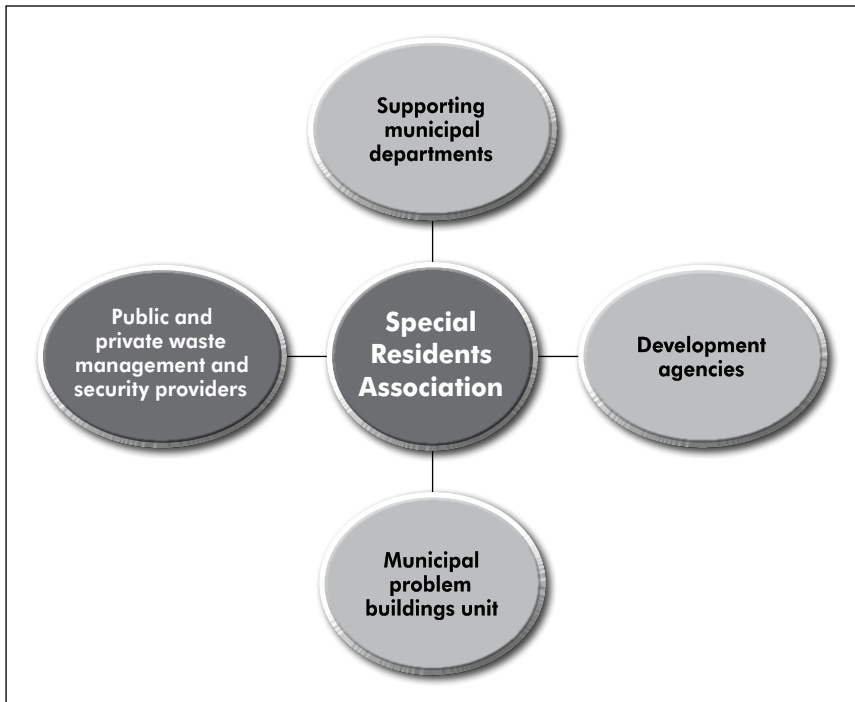 Supporting
municipal
departments
Public and
private waste
management and
security providers
Special
Residents
Association
Development
agencies
Municipal
problem
buildings unit